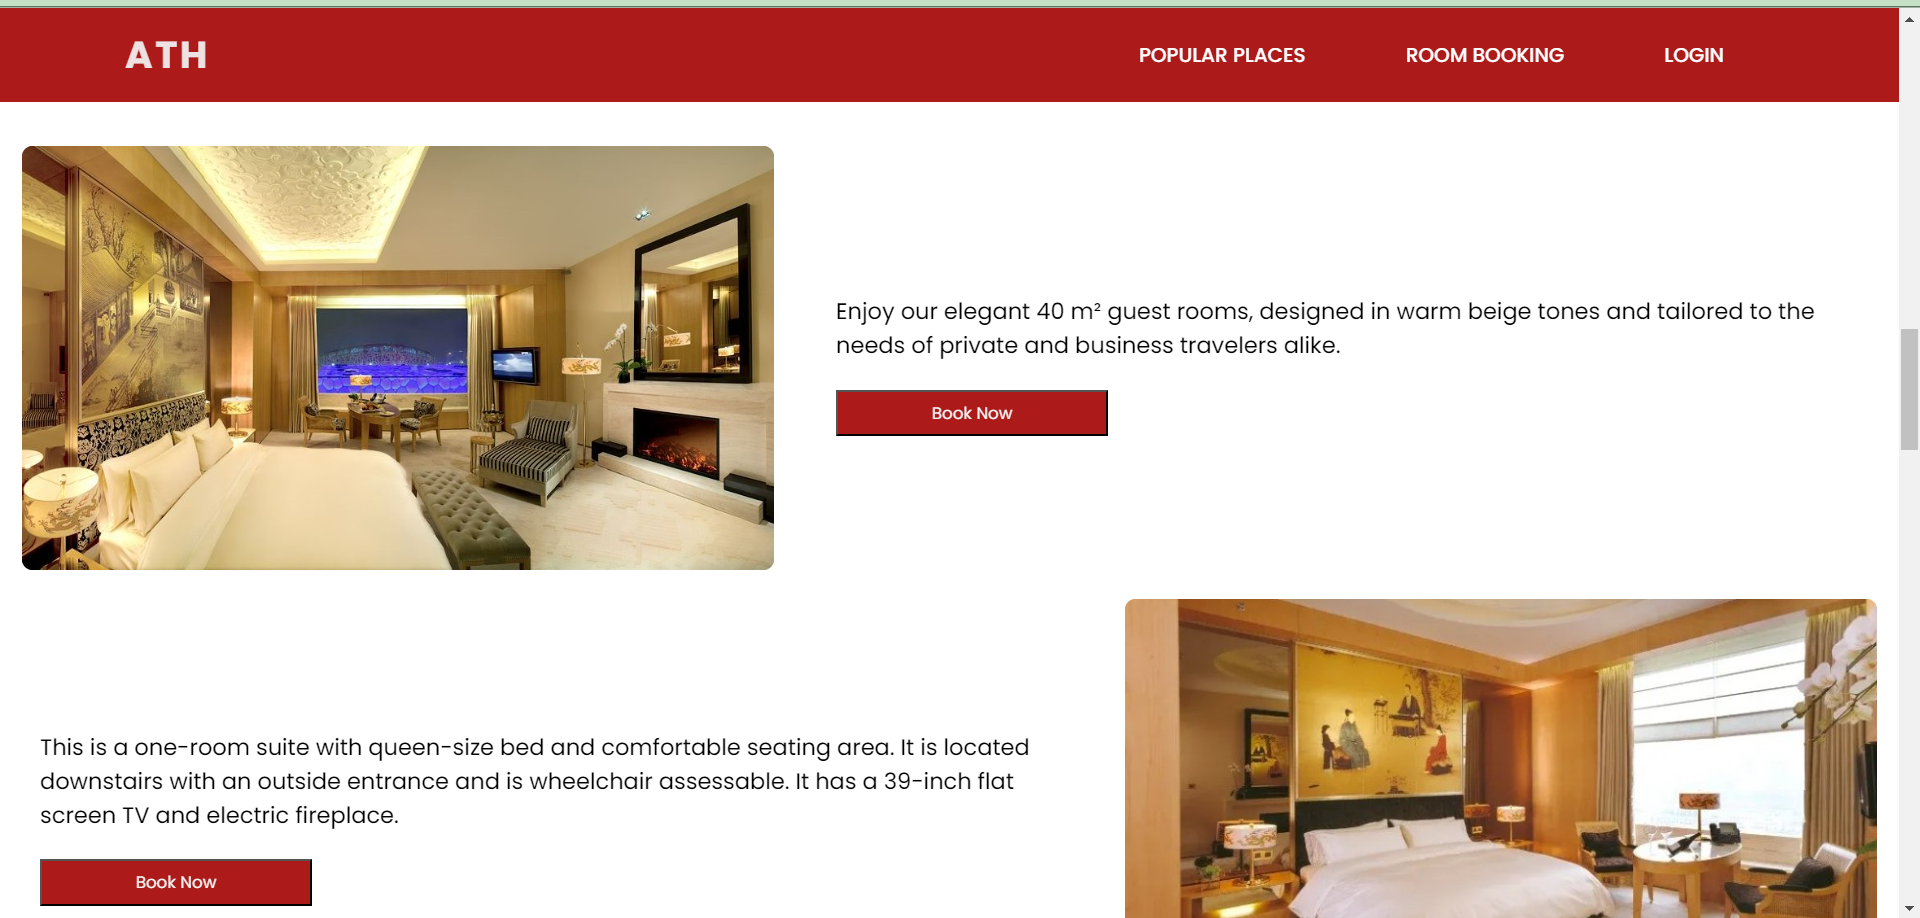 ATH
POPULAR PLACES
ROOM BOOKING
LOGIN
Enjoy our elegant 40 m² guest rooms, designed in warm beige tones and tailored to the
needs of private and business travelers alike.
Book Now
This is a one-room suite with queen-size bed and comfortable seating area. It is located
downstairs with an outside entrance and is wheelchair assessable. It has a 39-inch flat
screen TV and electric fireplace.
Book Now